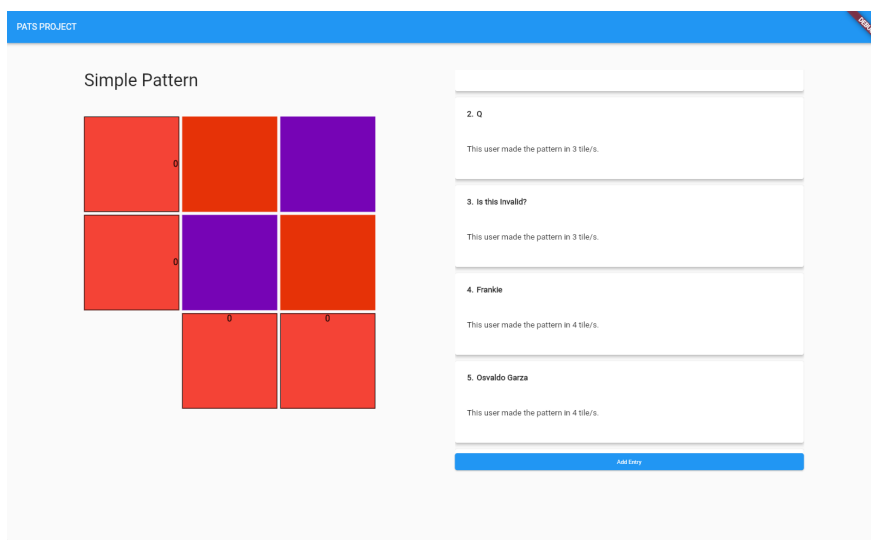 PATS PROJECT
Simple Pattern
0
0
0 0
2. Q
This user made the pattern in 3 tile/s.
3. Is this Invalid?
This user made the pattern in 3 tile/s.
4. Frankie
This user made the pattern in 4 tile/s.
5. Osvaldo Garza
This user made the pattern in 4 tile/s.
Add Entry